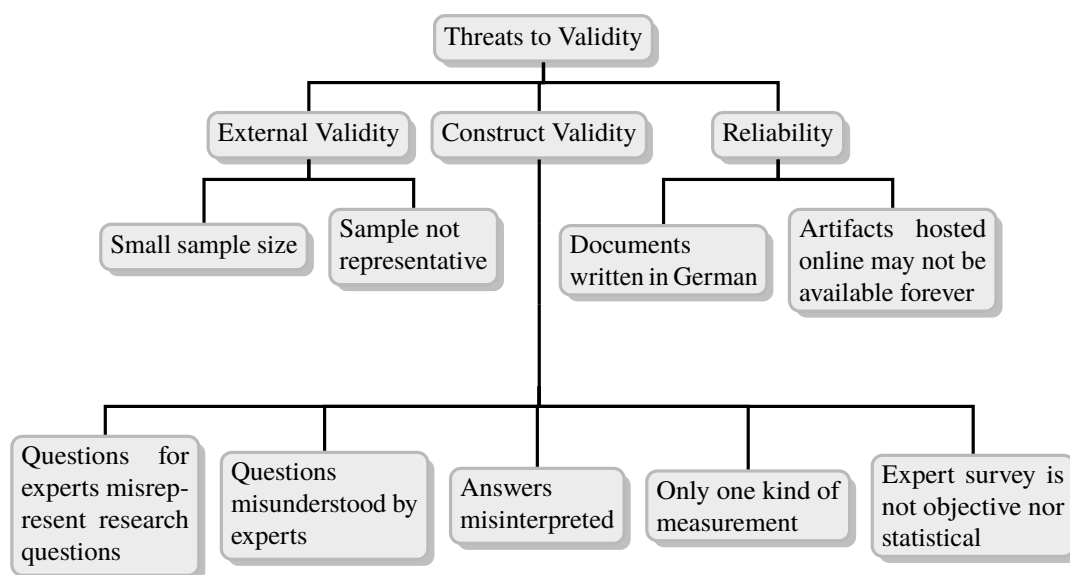 Threats to Validity
External Validity
Construct Validity
Reliability
Small sample size
Sample not
representative
Documents
written in German
Artifacts hosted
online may not be
available forever
Questions for
experts misrep-
resent research
questions
Questions
misunderstood by
experts
Answers
misinterpreted
Only one kind of
measurement
Expert survey is
not objective nor
statistical